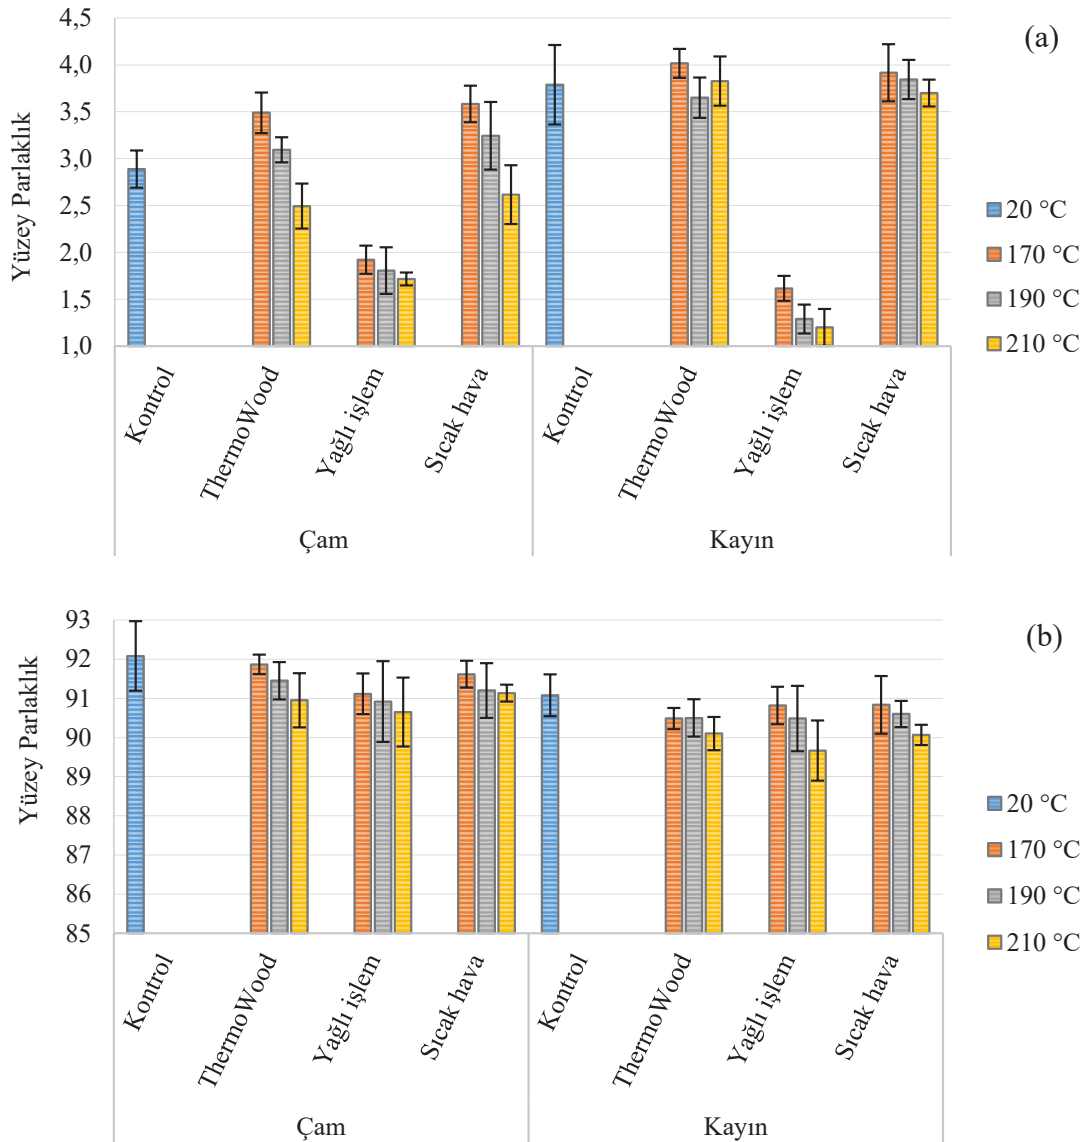 (a)
4,5
4,0
3,5
3,0
2,5
2,0
1,5
1,0
Yüzey Parlaklık
20 °C
170 °C
190 °C
210 °C
Kontrol
ThermoWood
Yağlı işlem
Sıcak hava
Kontrol
ThermoWood
Yağlı işlem
Sıcak hava
Çam
Kayın
(b)
93
92
91
90
89
88
87
86
85
Yüzey Parlaklık
20 °C
170 °C
190 °C
210 °C
Kontrol
ThermoWood
Yağlı işlem
Sıcak hava
Kontrol
ThermoWood
Yağlı işlem
Sıcak hava
Çam
Kayın